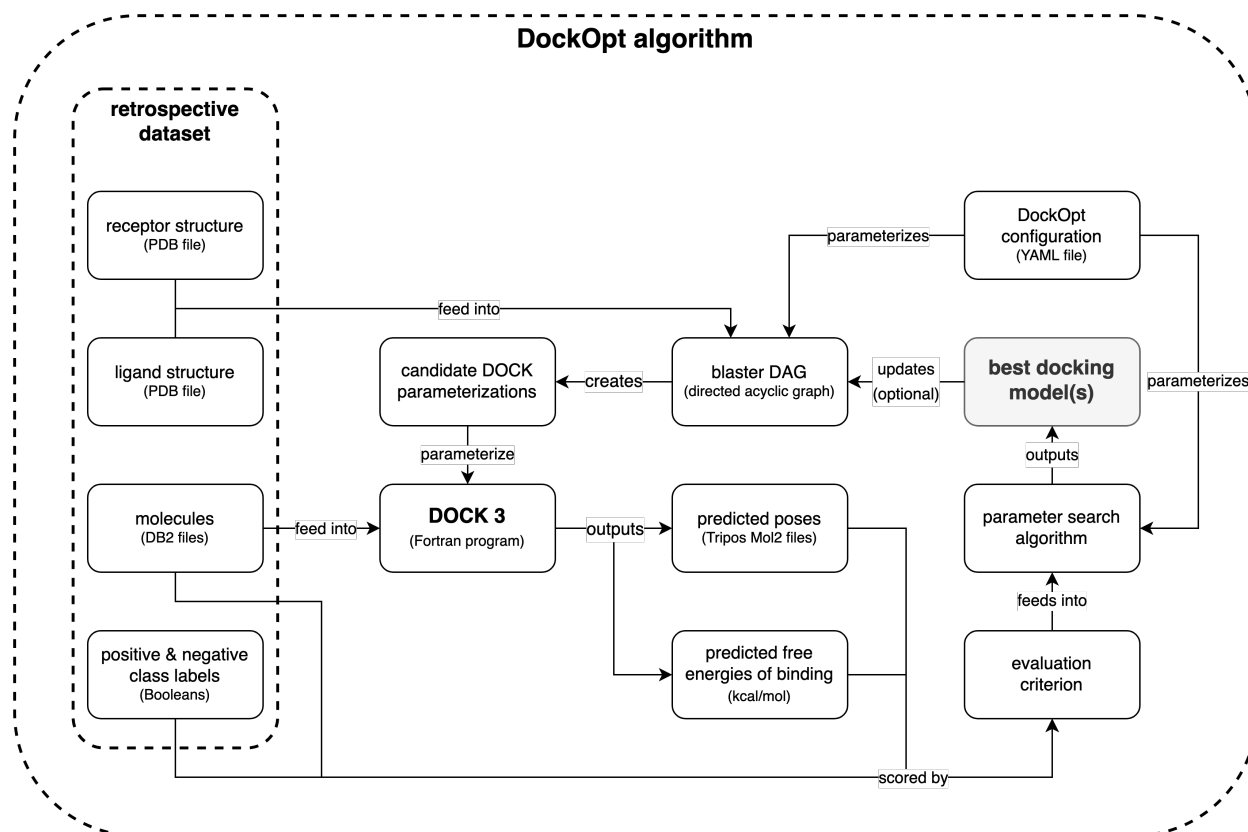 DockOpt algorithm
retrospective
dataset
receptor structure
(PDB file)
DockOpt
configuration
(YAML file)
parameterizes
feed into
ligand structure
(PDB file)
candidate DOCK
parameterizations
creates
blaster DAG
(directed acyclic graph)
updates
(optional)
best docking
model(s)
parameterizes
parameterize
outputs
molecules
(DB2 files)
feed into
DOCK 3
(Fortran program)
outputs
predicted poses
(Tripos Mol2 files)
parameter search
algorithm
feeds into
positive & negative
class labels
(Booleans)
predicted free
energies of binding
(kcal/mol)
evaluation
criterion
scored by